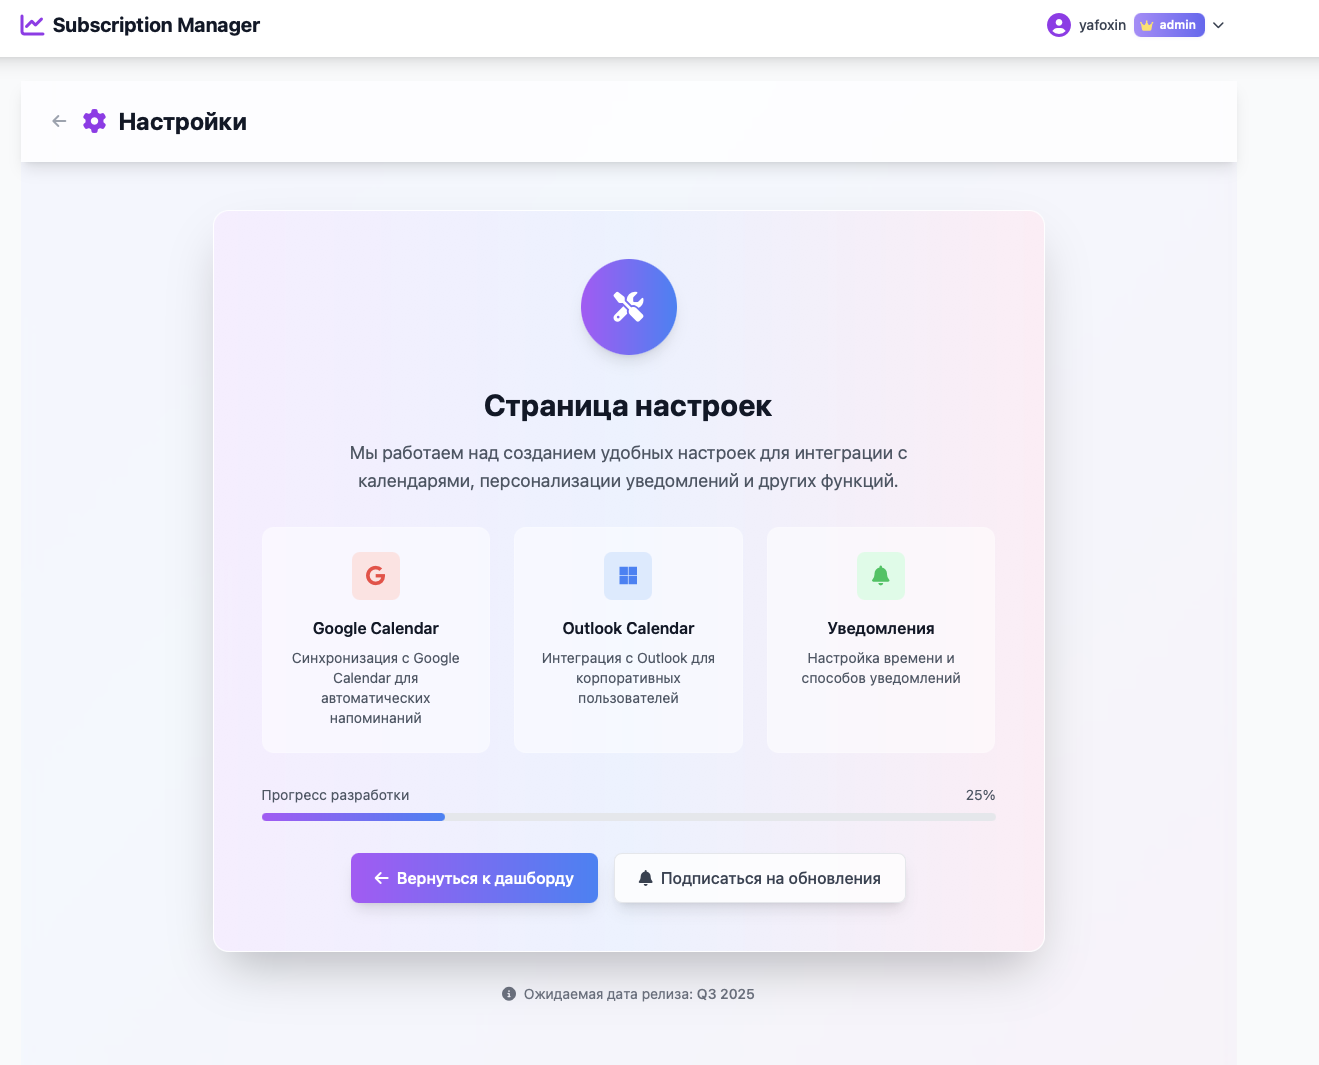 Subscription Manager
yafoxin
admin
Настройки
Страница настроек
Мы работаем над созданием удобных настроек для интеграции с
календарями, персонализации уведомлений и других функций.
Google Calendar
Синхронизация с Google
Calendar для
автоматических
напоминаний
Outlook Calendar
Интеграция с Outlook для
корпоративных
пользователей
Уведомления
Настройка времени и
способов уведомлений
Прогресс разработки
25%
Вернуться к дашборду
Подписаться на обновления
Ожидаемая дата релиза: Q3 2025